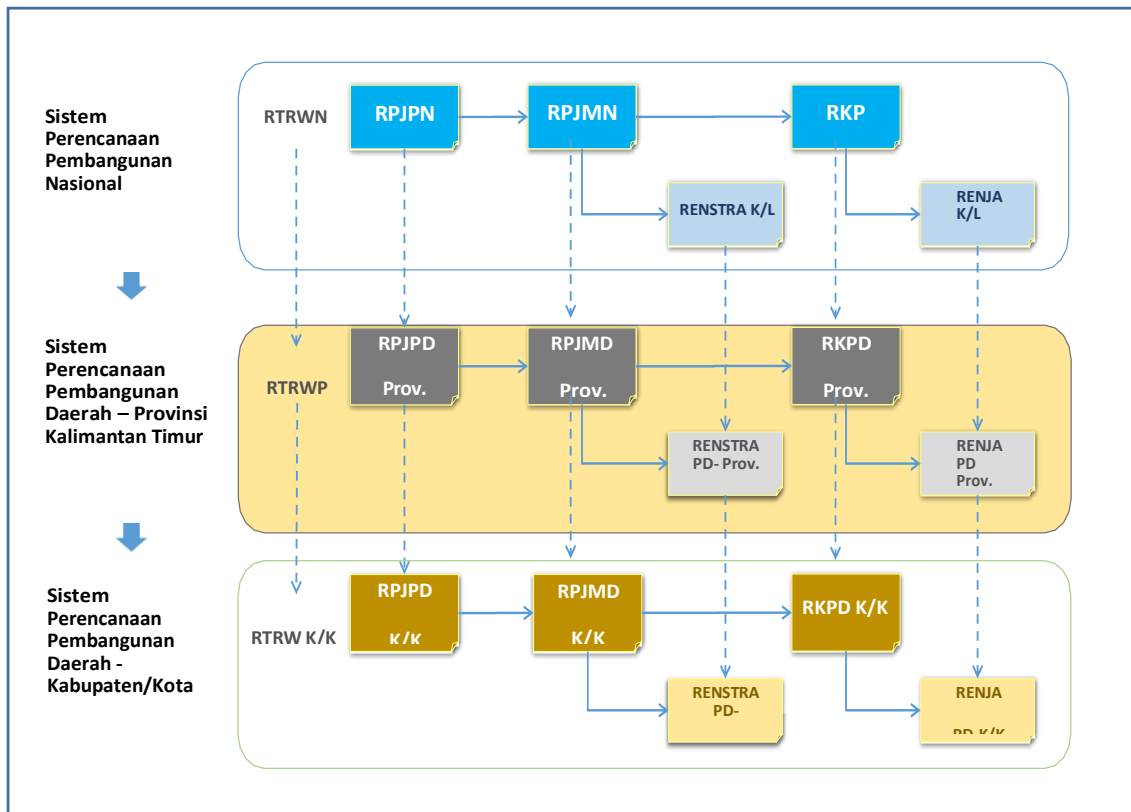 Sistem
Perencanaan
Pembangunan
Nasional
RTRWN
RPJPN
RPJMN
RKP
RENSTRA K/L
RENJA
K/L
Sistem
Perencanaan
Pembangunan
Daerah – Provinsi
Kalimantan Timur
RTRWP
RPJPD
Prov.
RPJMD
Prov.
RKPD
Prov.
RENSTRA
PD- Prov.
RENJA
PD
Prov.
Sistem
Perencanaan
Pembangunan
Daerah -
Kabupaten/Kota
RTRW K/K
RPJPD
K/K
RPJMD
K/K
RKPD K/K
RENSTRA
PD-
RENJA
PD K/K